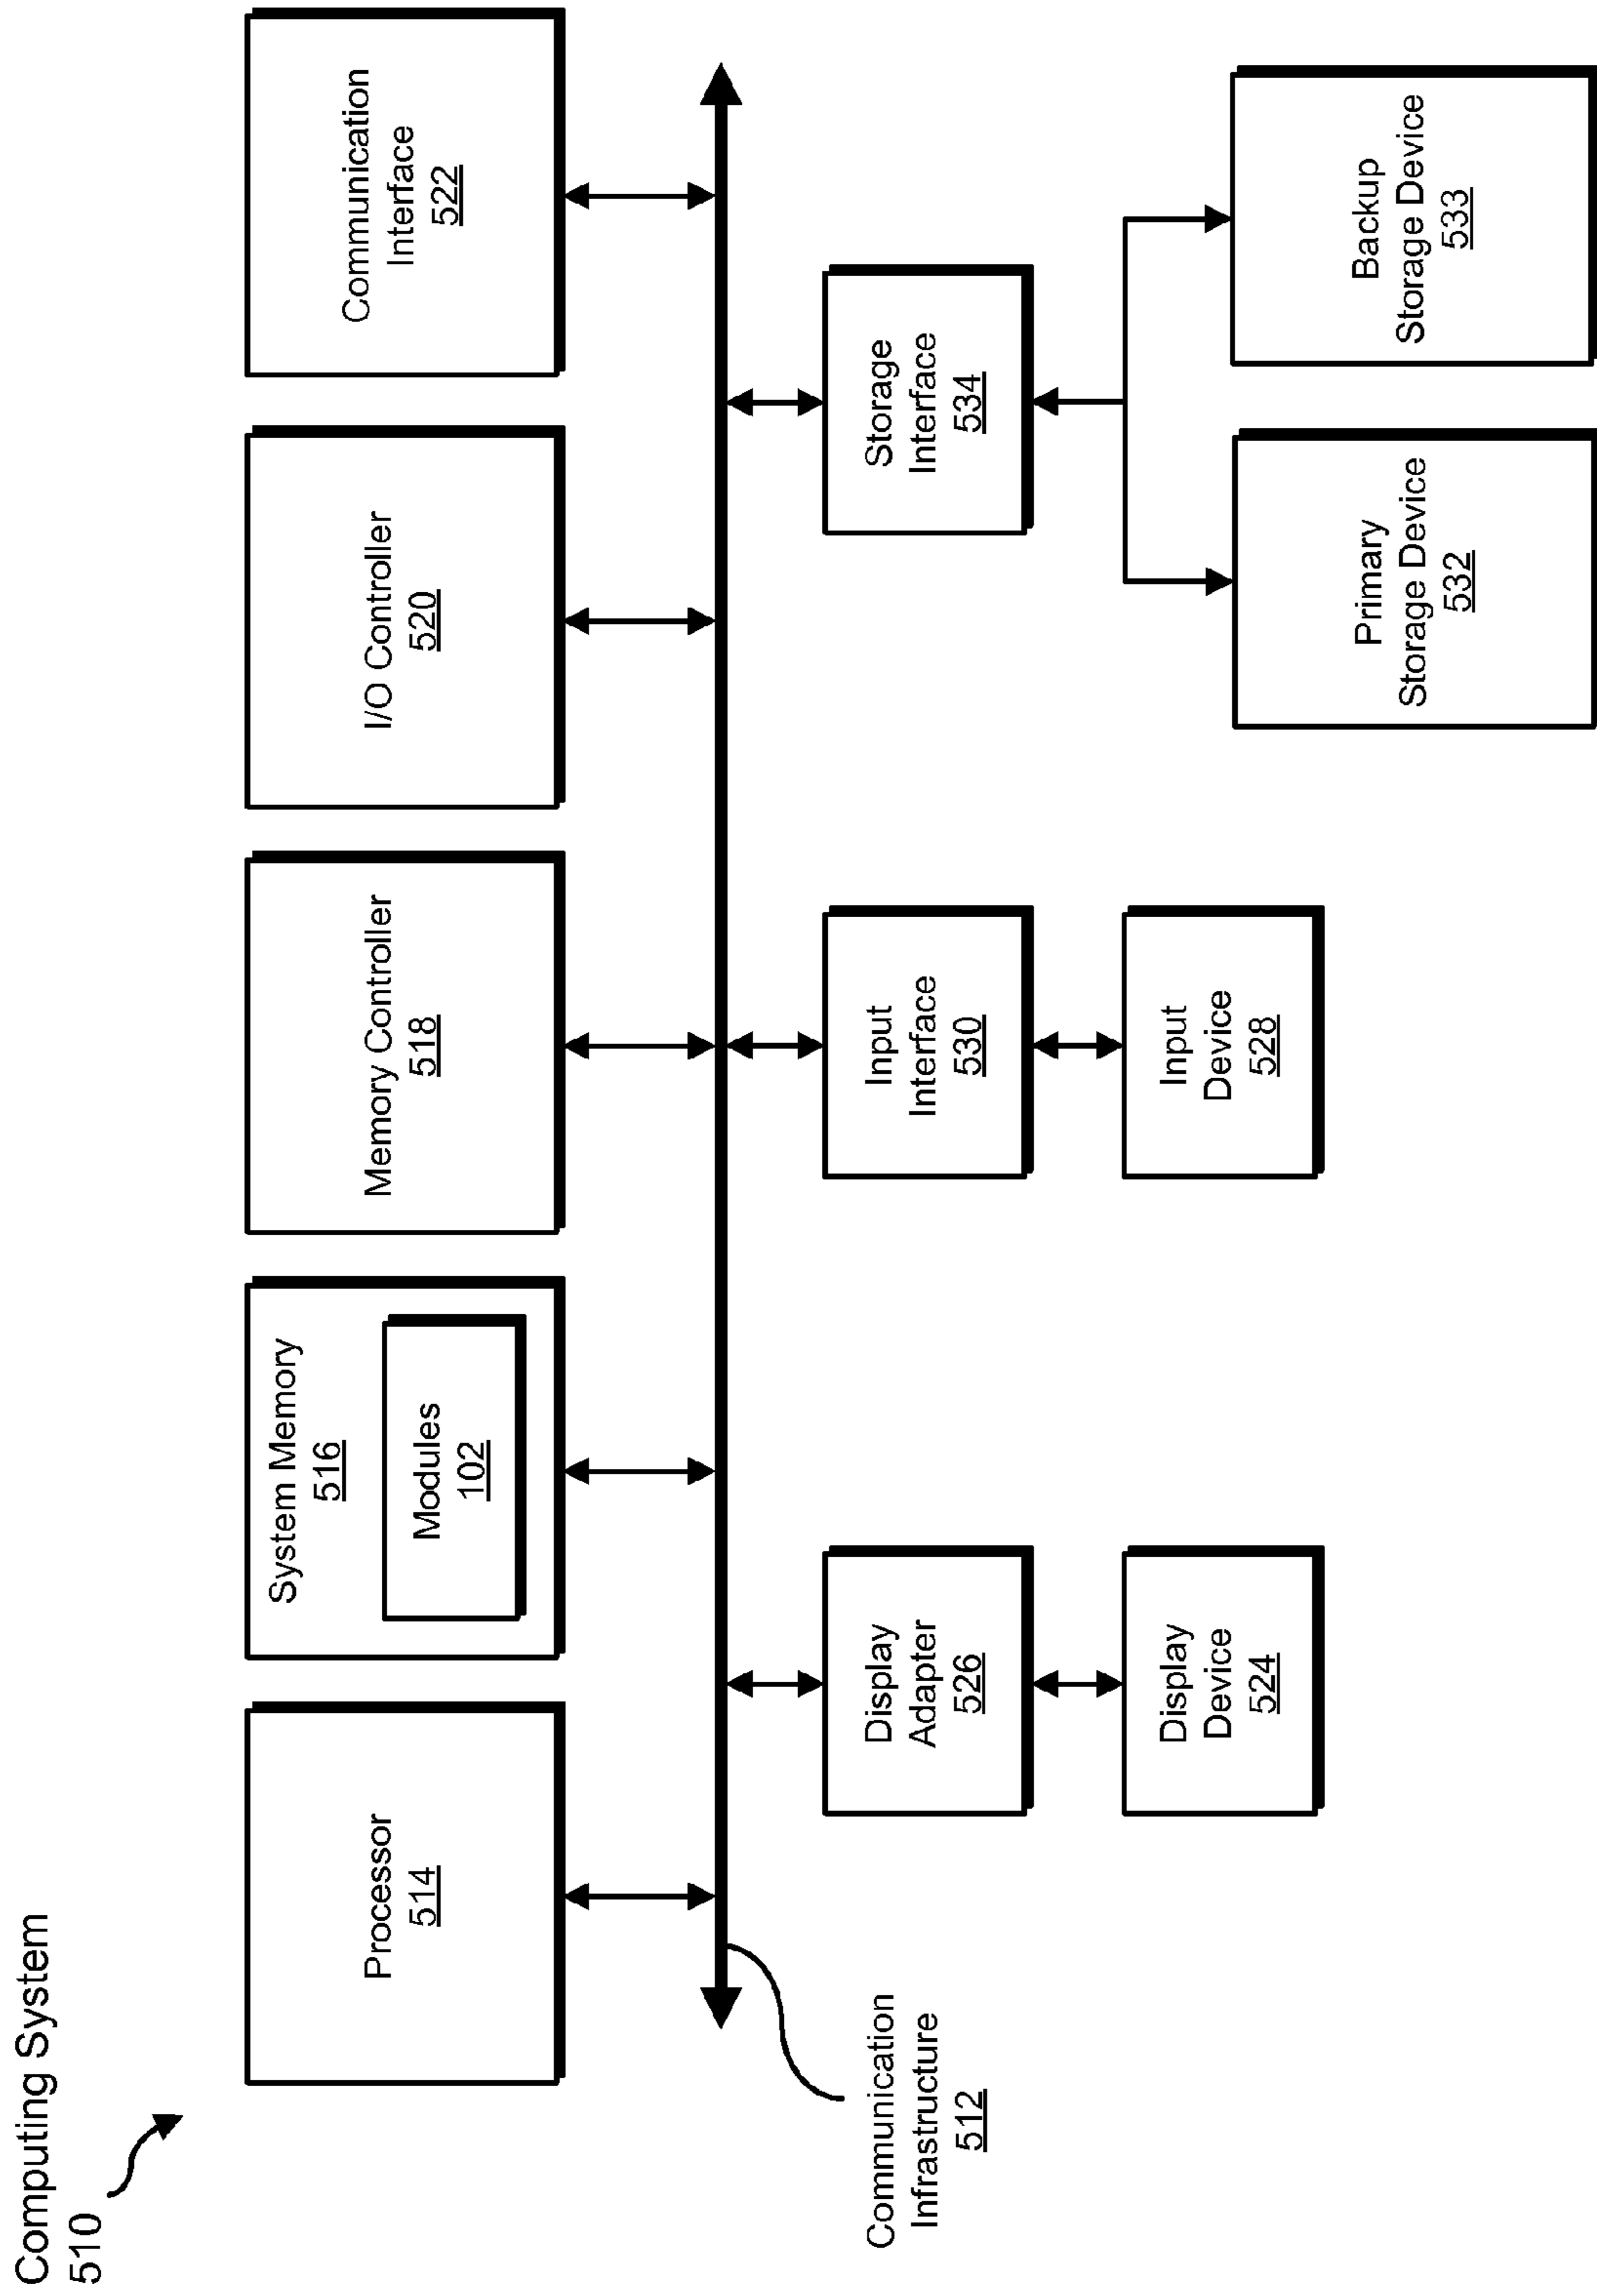 Computing System
510
Processor
514
System Memory
516
Modules
102
Memory Controller
518
I/O Controller
520
Communication
Interface
522
Communication
Infrastructure
512
Display
Adapter
526
Input
Interface
530
Storage
Interface
534
Display
Device
524
Input
Device
528
Primary
Storage Device
532
Backup
Storage Device
533